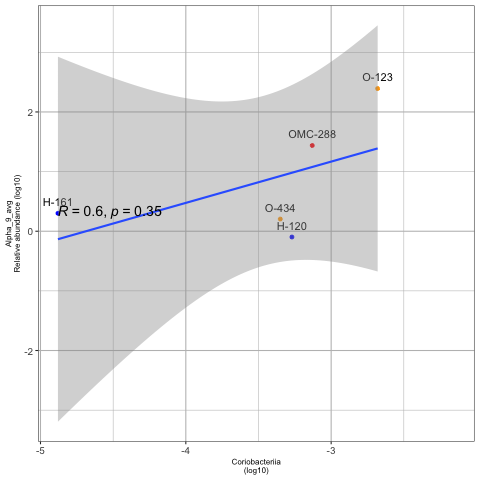 O-123
OMC-288
H-161
R = 0.6, p = 0.35
O-434
H-120
2
0
-2
-5
-4
-3
Alpha_9_avg
Relative abundance (log10)
Coriobacteriia
(log10)